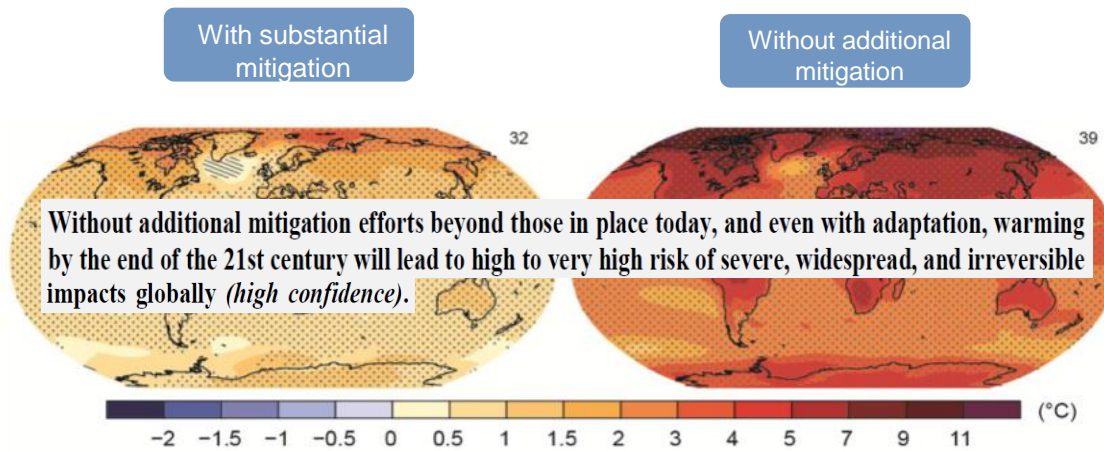 With substantial
mitigation
Without additional
mitigation
32
39
Without additional mitigation efforts beyond those in place today, and even with adaptation, warming
by the end of the 21st century will lead to high to very high risk of severe, widespread, and irreversible
impacts globally (high confidence).
(°C)
−2 −1.5 −1 −0.5 0 0.5 1 1.5 2 3 4 5 7 9 11